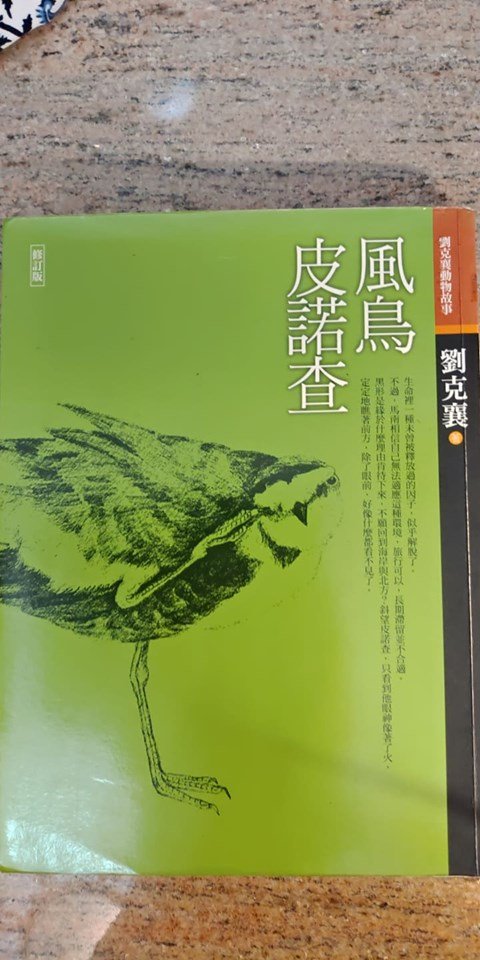 劉克襄動物故事
劉克襄
著
風鳥
皮諾查
修訂版
生命裡一種未曾被釋放過的因子,似乎解脫了。
不過,馬南相信自己無法適應這種環境。旅行可以,長期滯留並不合適。
黑形是緣於什麼理由肯待下來,不願回到海岸與北方?斜望皮諾查,只看到他眼神像著了火,
定定地瞧著前方,除了眼前,好像什麼都看不見了。